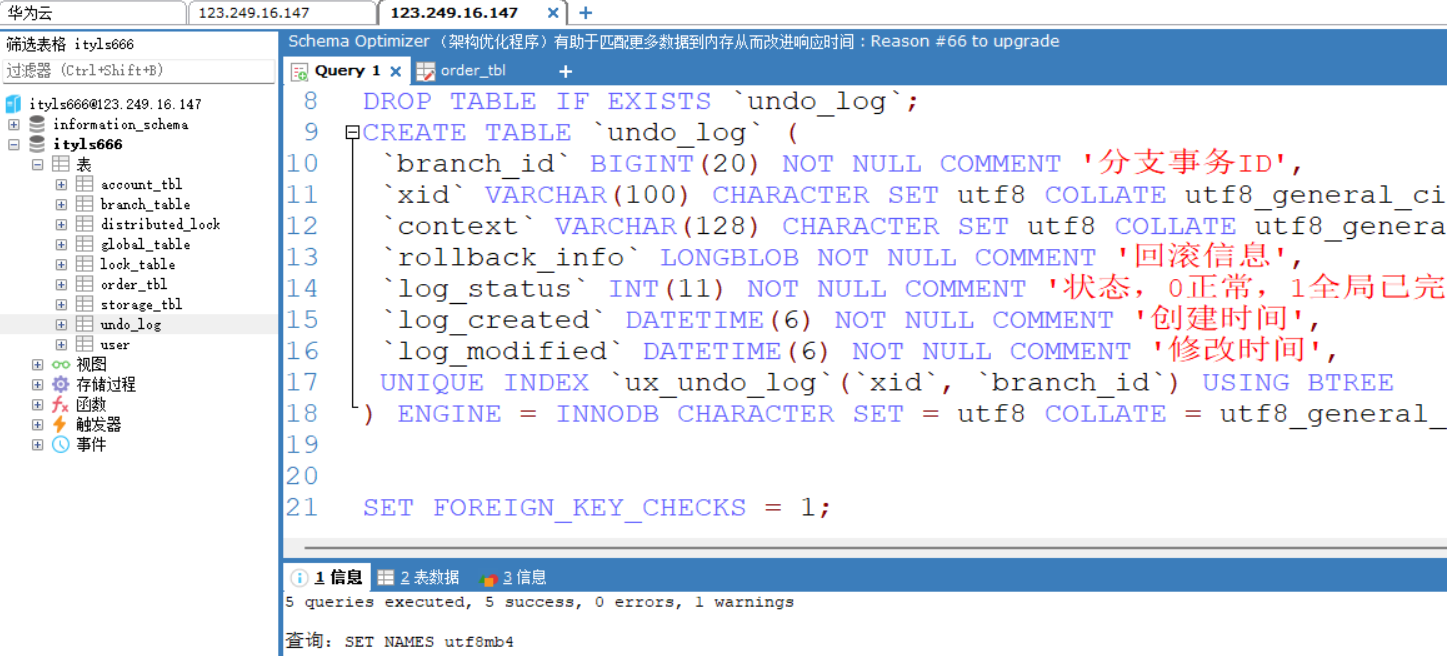 华为云
123.249.16.147
123.249.16.147 × +
筛选表格 ityls666
过滤器 (Ctrl+Shift+B)
ityls666@123.249.16.147
information_schema
ityls666
表
account_tbl
branch_table
distributed_lock
global_table
lock_table
order_tbl
storage_tbl
undo_log
user
视图
存储过程
函数
触发器
事件
Schema Optimizer （架构优化程序）有助于匹配更多数据到内存从而改进响应时间：Reason #66 to upgrade
Query 1 × order_tbl +
8 DROP TABLE IF EXISTS `undo_log`;
9 CREATE TABLE `undo_log` (
10 `branch_id` BIGINT(20) NOT NULL COMMENT '分支事务ID',
11 `xid` VARCHAR(100) CHARACTER SET utf8 COLLATE utf8_general_ci
12 `context` VARCHAR(128) CHARACTER SET utf8 COLLATE utf8_genera
13 `rollback_info` LONGBLOB NOT NULL COMMENT '回滚信息',
14 `log_status` INT(11) NOT NULL COMMENT '状态，0正常，1全局已完
15 `log_created` DATETIME(6) NOT NULL COMMENT '创建时间',
16 `log_modified` DATETIME(6) NOT NULL COMMENT '修改时间',
17 UNIQUE INDEX `ux_undo_log`(`xid`, `branch_id`) USING BTREE
18 ) ENGINE = INNODB CHARACTER SET = utf8 COLLATE = utf8_general_
19
20
21 SET FOREIGN_KEY_CHECKS = 1;
1 信息 2 表数据 3 信息
5 queries executed, 5 success, 0 errors, 1 warnings
查询：SET NAMES utf8mb4